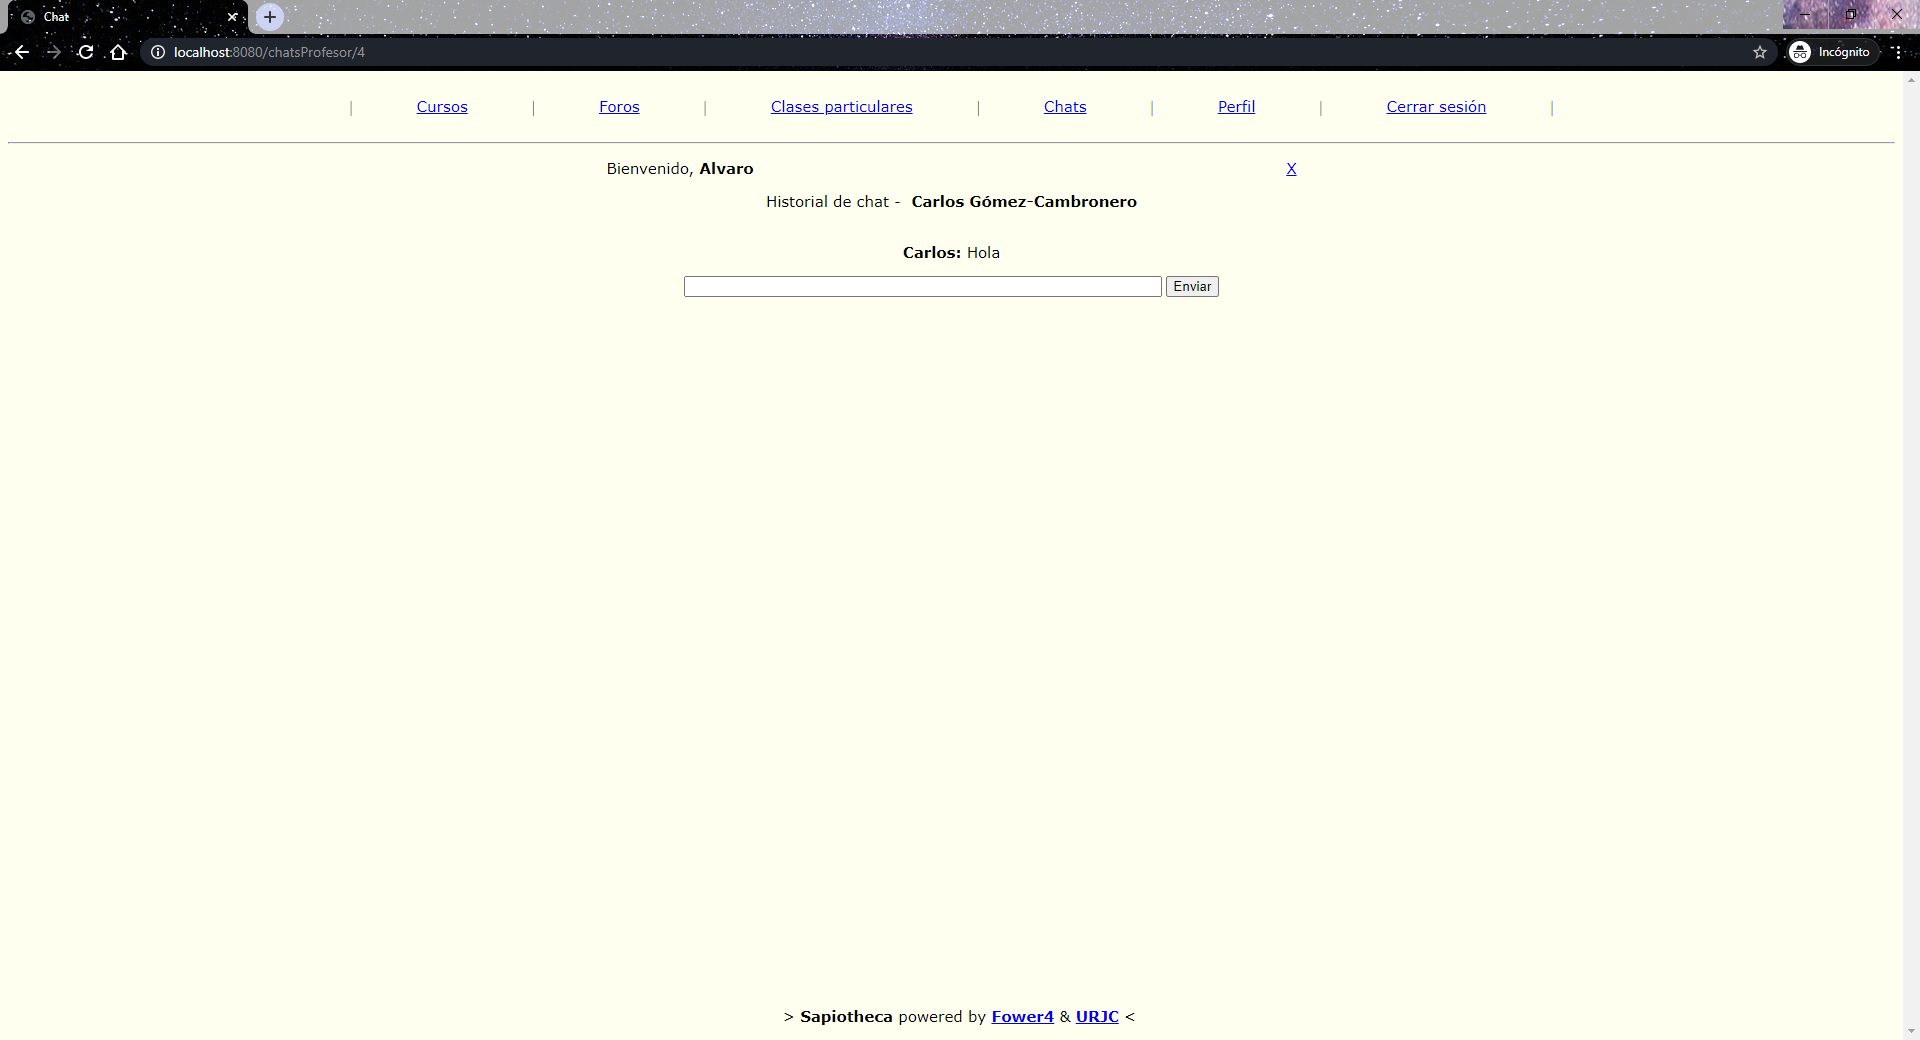 Chat
localhost:8080/chatsProfesor/4
Incógnito
| Cursos | Foros | Clases particulares | Chats | Perfil | Cerrar sesión |
Bienvenido, Alvaro X
Historial de chat - Carlos Gómez-Cambronero
Carlos: Hola
Enviar
> Sapiotheca powered by Fower4 & URJC <